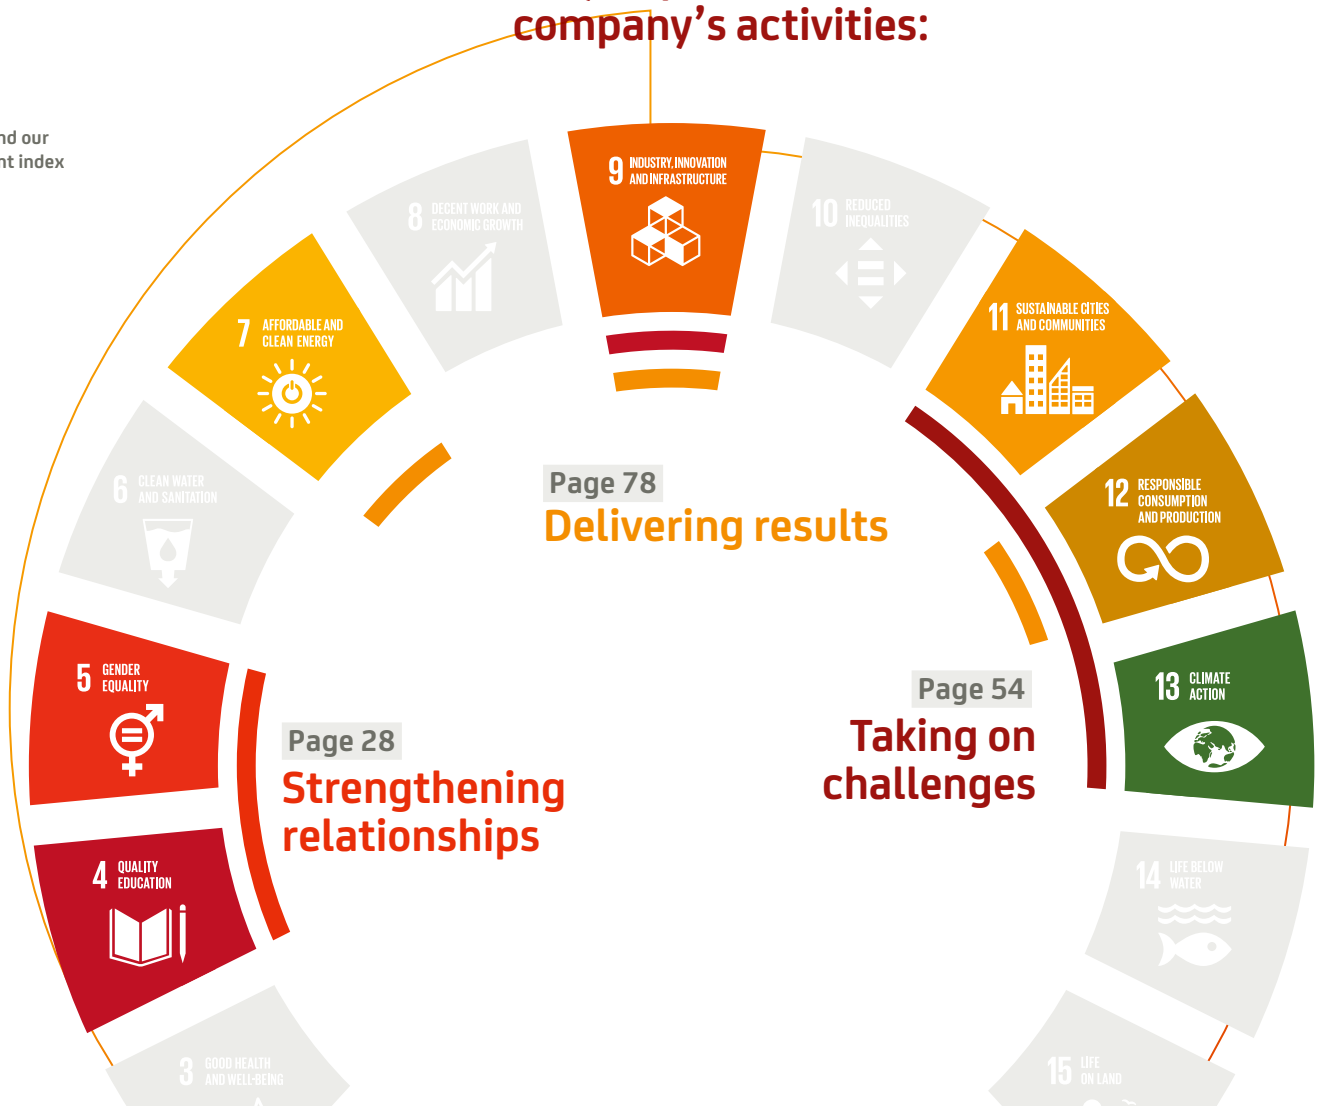 company's activities:
nd our
nt index
9 INDUSTRY, INNOVATION
AND INFRASTRUCTURE
8 DECENT WORK AND
ECONOMIC GROWTH
10 REDUCED
INEQUALITIES
7 AFFORDABLE AND
CLEAN ENERGY
11 SUSTAINABLE CITIES
AND COMMUNITIES
6 CLEAN WATER
AND SANITATION
12 RESPONSIBLE
CONSUMPTION
AND PRODUCTION
Page 78
Delivering results
5 GENDER
EQUALITY
13 CLIMATE
ACTION
Page 54
Taking on
challenges
Page 28
Strengthening
relationships
4 QUALITY
EDUCATION
14 LIFE BELOW
WATER
3 GOOD HEALTH
AND WELL-BEING
15 LIFE
ON LAND